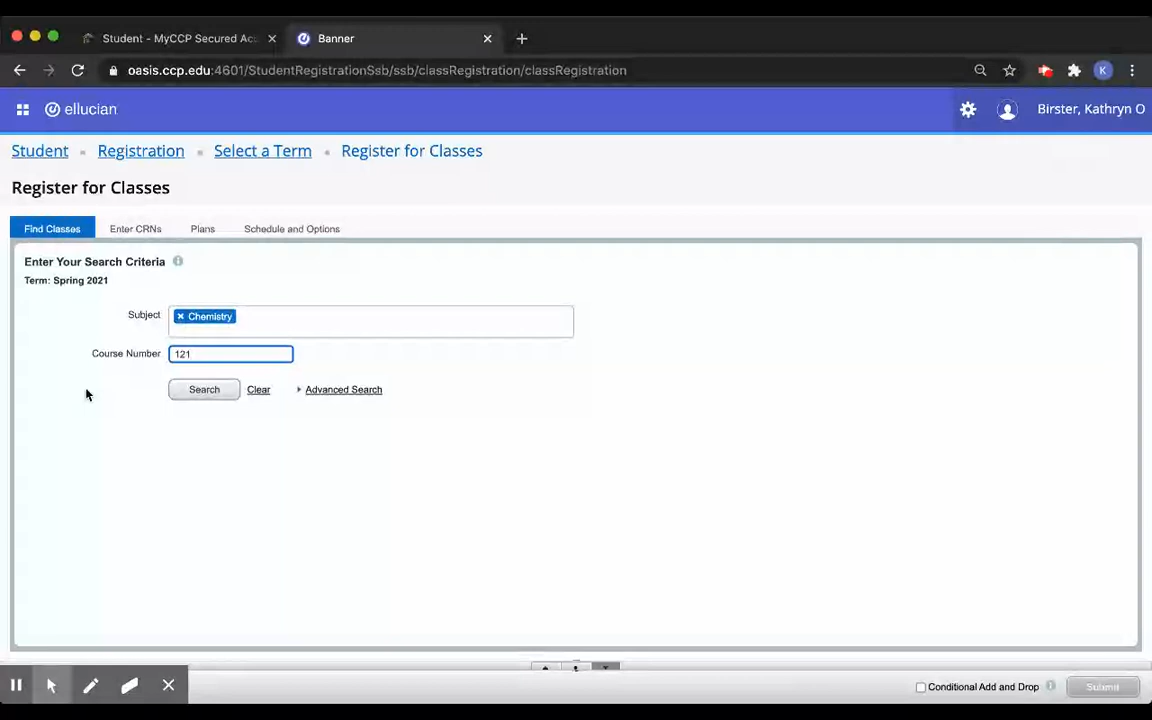 Student - MyCCP Secured Acc
Banner
oasis.ccp.edu:4601/StudentRegistrationSsb/ssb/classRegistration/classRegistration
K
ellucian
Birster, Kathryn O
Student Registration Select a Term Register for Classes
Register for Classes
Find Classes Enter CRNs Plans Schedule and Options
Enter Your Search Criteria
Term: Spring 2021
Subject Chemistry
Course Number 121
Search Clear Advanced Search
Conditional Add and Drop Submit